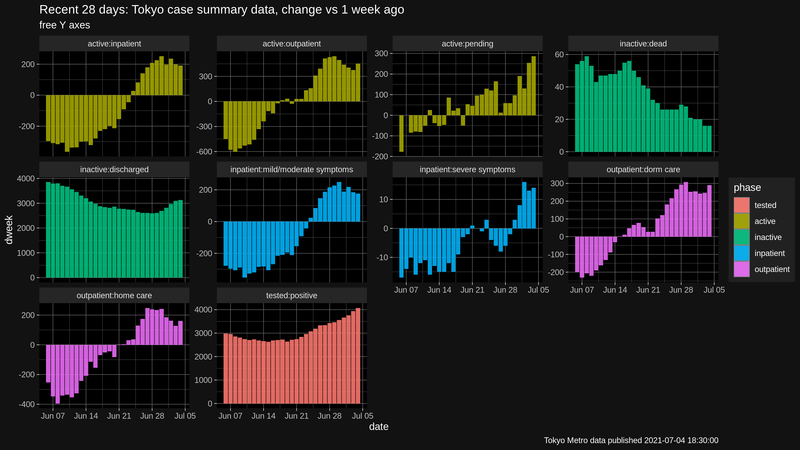 Recent 28 days: Tokyo case summary data, change vs 1 week ago
free Y axes
active:inpatient
active:outpatient
active:pending
inactive:dead
200
0
-200
300
0
-300
-600
300
200
100
0
-100
-200
60
40
20
0
inactive:discharged
inpatient:mild/moderate symptoms
inpatient:severe symptoms
outpatient:dorm care
4000
3000
2000
1000
0
200
0
-200
10
0
-10
300
200
100
0
-100
-200
Jun 07 Jun 14 Jun 21 Jun 28 Jul 05
Jun 07 Jun 14 Jun 21 Jun 28 Jul 05
outpatient:home care
tested:positive
200
0
-200
-400
4000
3000
2000
1000
0
Jun 07 Jun 14 Jun 21 Jun 28 Jul 05
Jun 07 Jun 14 Jun 21 Jun 28 Jul 05
dweek
date
phase
tested
active
inactive
inpatient
outpatient
Tokyo Metro data published 2021-07-04 18:30:00